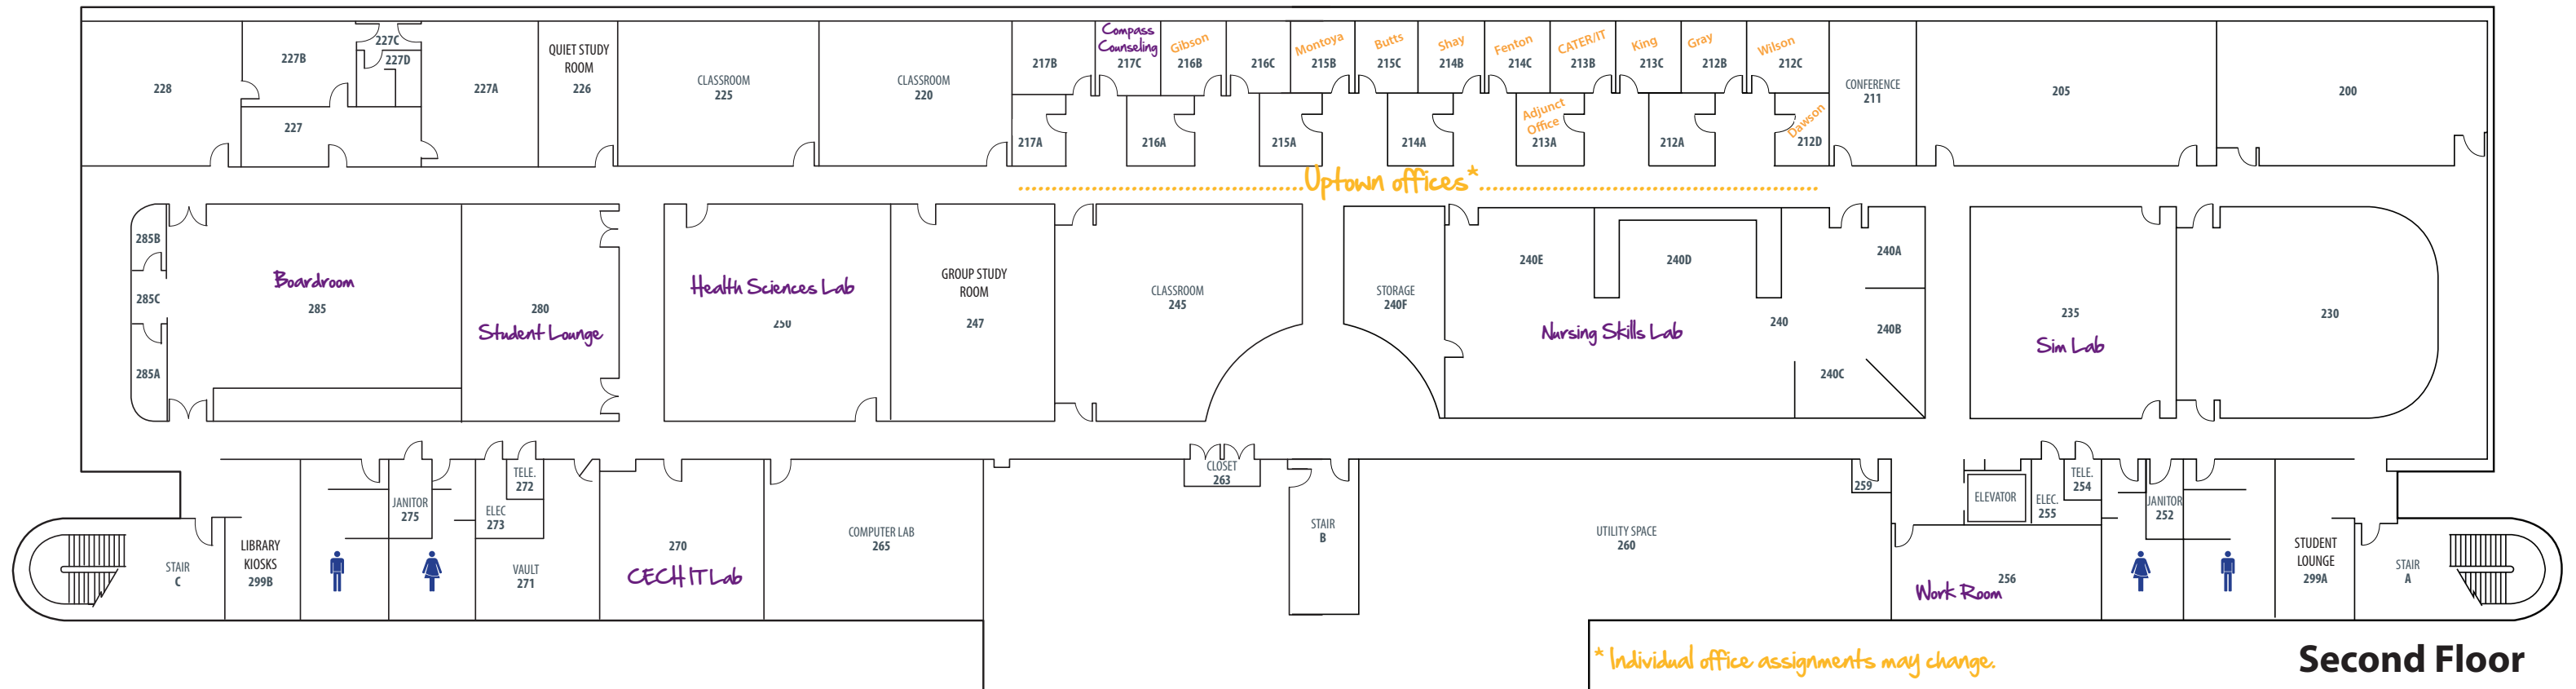 228
227B
227C
227D
227
227A
QUIET STUDY
ROOM
226
CLASSROOM
225
CLASSROOM
220
217B
217A
Compass
Counseling
217C
Gibson
216B
216A
216C
Montoya
215B
215A
Butts
215C
214A
Shay
214B
Fenton
214C
Adjunct
Office
213A
CATER/IT
213B
King
213C
212A
Gray
212B
Wilson
212C
Dawson
212D
CONFERENCE
211
205
200
Uptown offices*
285B
285C
285A
Boardroom
285
280
Student Lounge
Health Sciences Lab
250
GROUP STUDY
ROOM
247
CLASSROOM
245
STORAGE
240F
240E
240D
240A
Nursing Skills Lab
240
240B
240C
235
Sim Lab
230
STAIR
C
LIBRARY
KIOSKS
299B
JANITOR
275
TELE.
272
ELEC
273
VAULT
271
270
CECH IT Lab
COMPUTER LAB
265
CLOSET
263
STAIR
B
UTILITY SPACE
260
259
ELEVATOR
ELEC.
255
TELE.
254
JANITOR
252
256
Work Room
STUDENT
LOUNGE
299A
STAIR
A
* Individual office assignments may change.
Second Floor